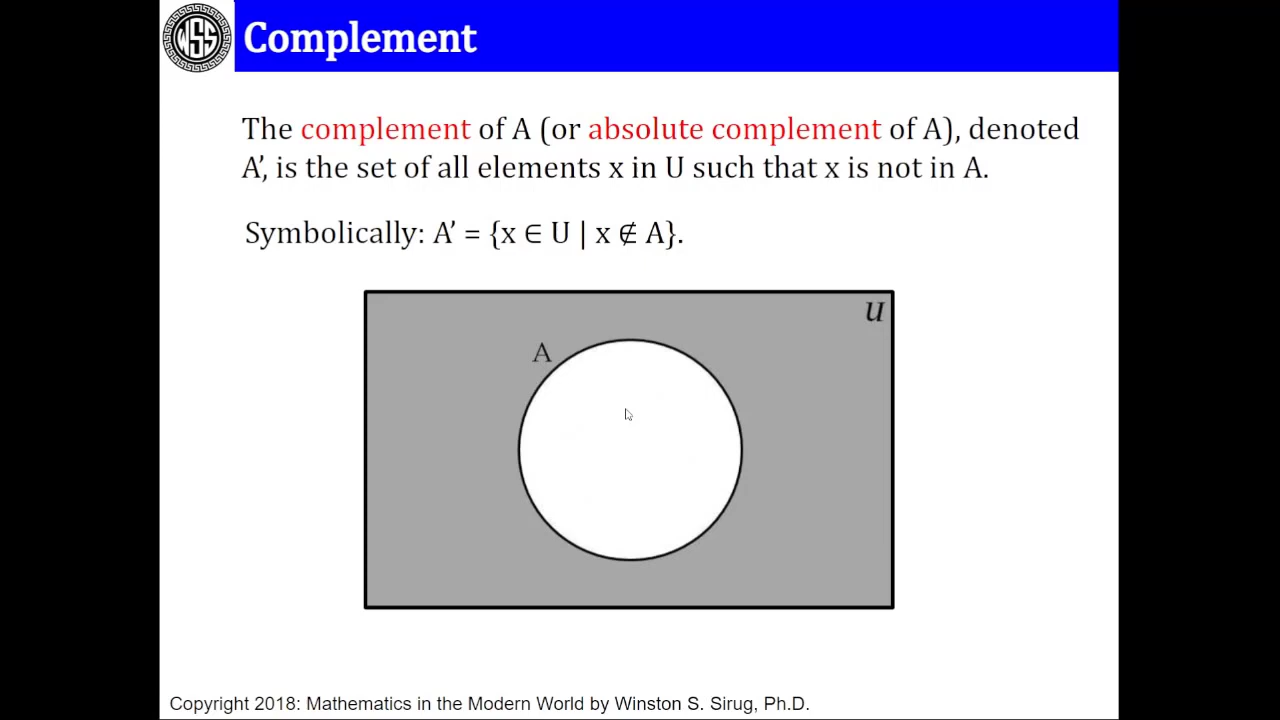 WSS
Complement
The complement of A (or absolute complement of A), denoted
A’, is the set of all elements x in U such that x is not in A.
Symbolically: A’ = {x ∈ U | x ∉ A}.
u
A
Copyright 2018: Mathematics in the Modern World by Winston S. Sirug, Ph.D.